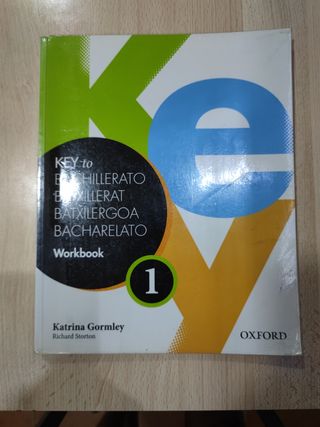 Key
KEY to
BACHILLERATO
BATXILLERAT
BATXILERGOA
BACHARELATO
Workbook
1
Katrina Gormley
Richard Storton
OXFORD